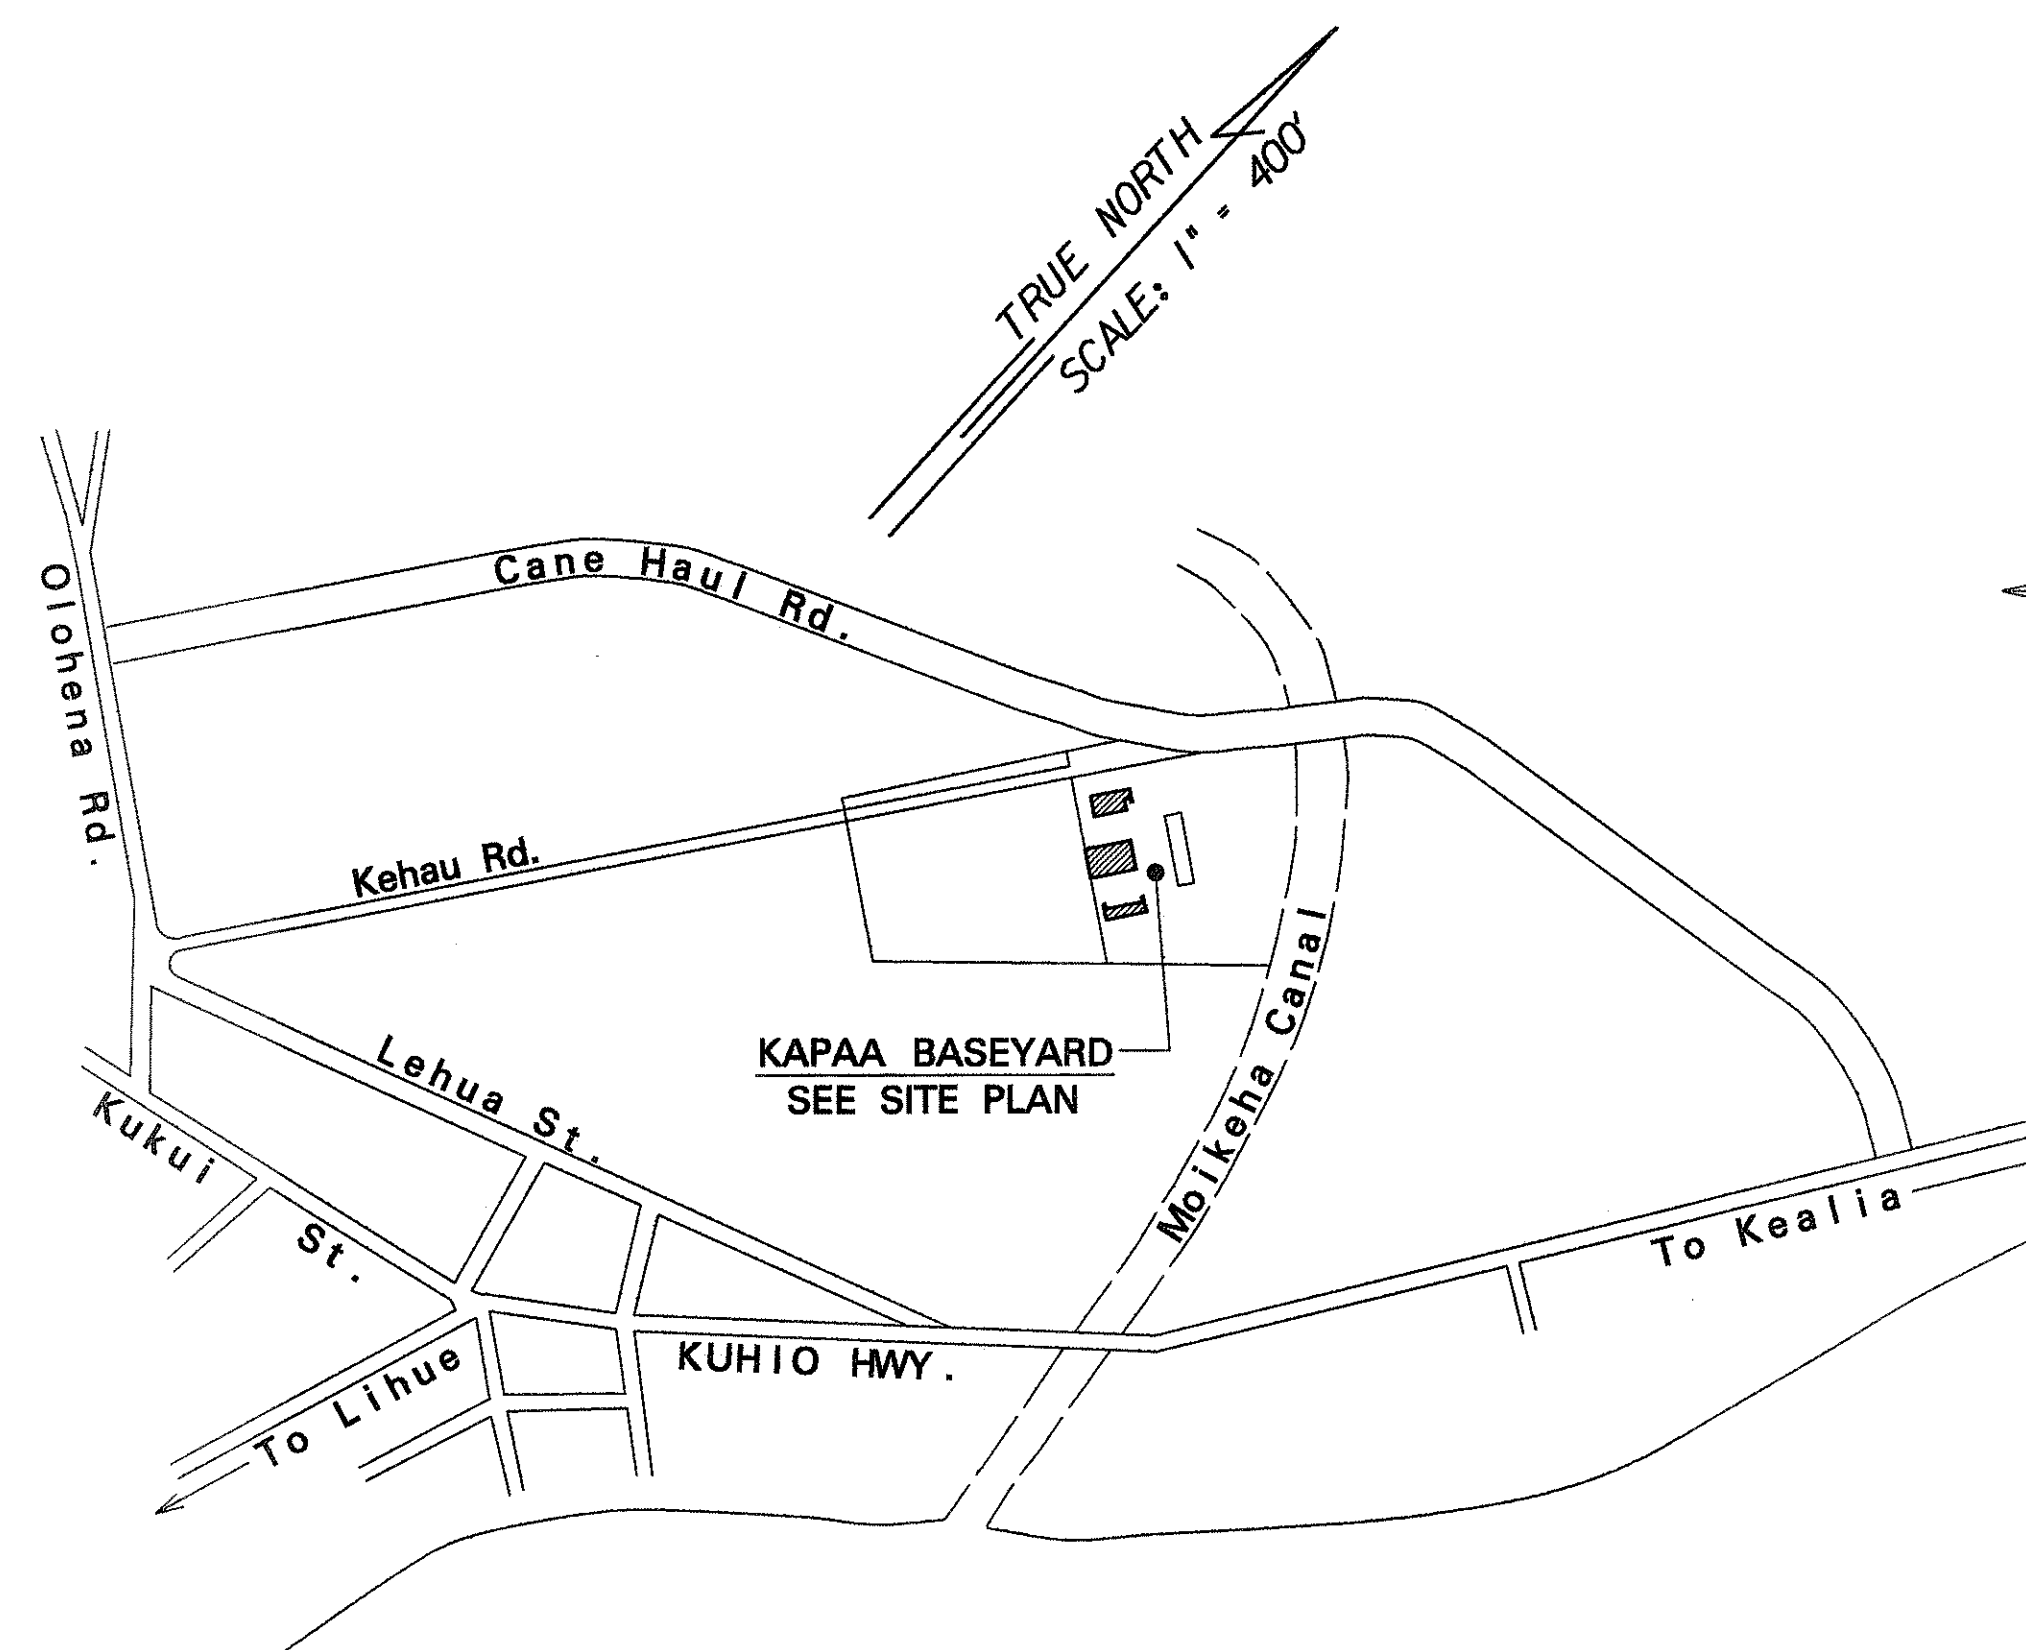 TRUE NORTH
SCALE: 1" = 400'
Cane Haul Rd.
Olohena Rd.
Kehau Rd.
Lehua St.
KAPAA BASEYARD
SEE SITE PLAN
Moikeha Canal
Kukui St.
To Kealia
KUHIO HWY.
To Lihue